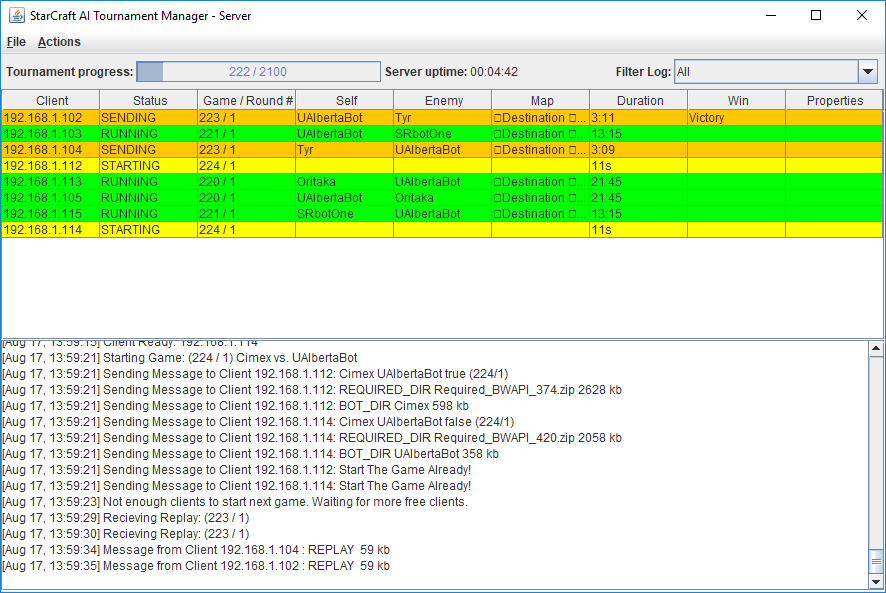 StarCraft AI Tournament Manager - Server
File Actions
Tournament progress: 222 / 2100 Server uptime: 00:04:42 Filter Log: All
Client Status Game / Round # Self Enemy Map Duration Win Properties
192.168.1.102 SENDING 223 / 1 UAlbertaBot Tyr □Destination □... 3:11 Victory
192.168.1.103 RUNNING 221 / 1 UAlbertaBot SRbotOne □Destination □... 13:15
192.168.1.104 SENDING 223 / 1 Tyr UAlbertaBot □Destination □... 3:09
192.168.1.112 STARTING 224 / 1 11s
192.168.1.113 RUNNING 220 / 1 Oritaka UAlbertaBot □Destination □... 21:45
192.168.1.105 RUNNING 220 / 1 UAlbertaBot Oritaka □Destination □... 21:45
192.168.1.115 RUNNING 221 / 1 SRbotOne UAlbertaBot □Destination □... 13:15
192.168.1.114 STARTING 224 / 1 11s
[Aug 17, 13:59:15] Client Ready: 192.168.1.114
[Aug 17, 13:59:21] Starting Game: (224 / 1) Cimex vs. UAlbertaBot
[Aug 17, 13:59:21] Sending Message to Client 192.168.1.112: Cimex UAlbertaBot true (224/1)
[Aug 17, 13:59:21] Sending Message to Client 192.168.1.112: REQUIRED_DIR Required_BWAPI_374.zip 2628 kb
[Aug 17, 13:59:21] Sending Message to Client 192.168.1.112: BOT_DIR Cimex 598 kb
[Aug 17, 13:59:21] Sending Message to Client 192.168.1.114: Cimex UAlbertaBot false (224/1)
[Aug 17, 13:59:21] Sending Message to Client 192.168.1.114: REQUIRED_DIR Required_BWAPI_420.zip 2058 kb
[Aug 17, 13:59:21] Sending Message to Client 192.168.1.114: BOT_DIR UAlbertaBot 358 kb
[Aug 17, 13:59:21] Sending Message to Client 192.168.1.112: Start The Game Already!
[Aug 17, 13:59:21] Sending Message to Client 192.168.1.114: Start The Game Already!
[Aug 17, 13:59:23] Not enough clients to start next game. Waiting for more free clients.
[Aug 17, 13:59:29] Recieving Replay: (223 / 1)
[Aug 17, 13:59:30] Recieving Replay: (223 / 1)
[Aug 17, 13:59:34] Message from Client 192.168.1.104 : REPLAY 59 kb
[Aug 17, 13:59:35] Message from Client 192.168.1.102 : REPLAY 59 kb